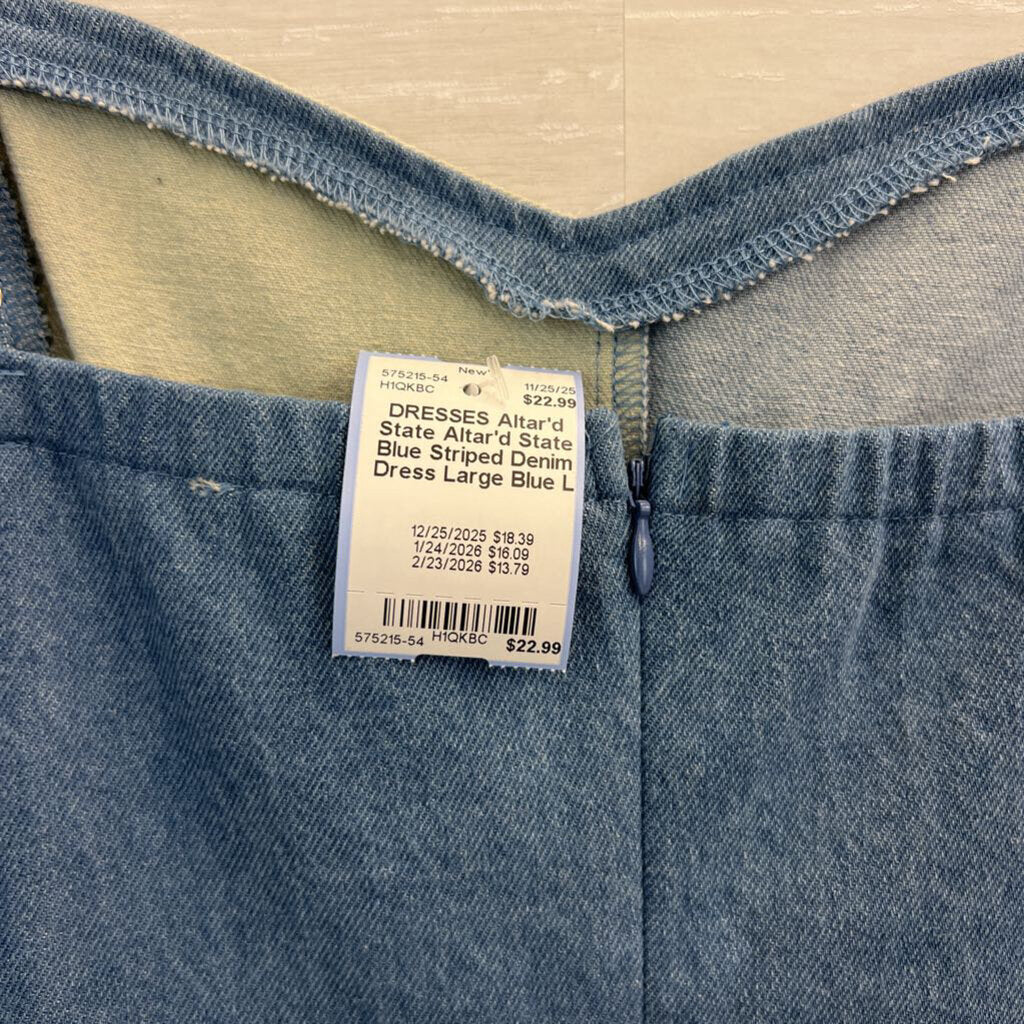 575215-54 New' 11/25/25
H1QKBC $22.99
DRESSES Altar'd
State Altar'd State
Blue Striped Denim
Dress Large Blue L
12/25/2025 $18.39
1/24/2026 $16.09
2/23/2026 $13.79
575215-54 H1QKBC $22.99